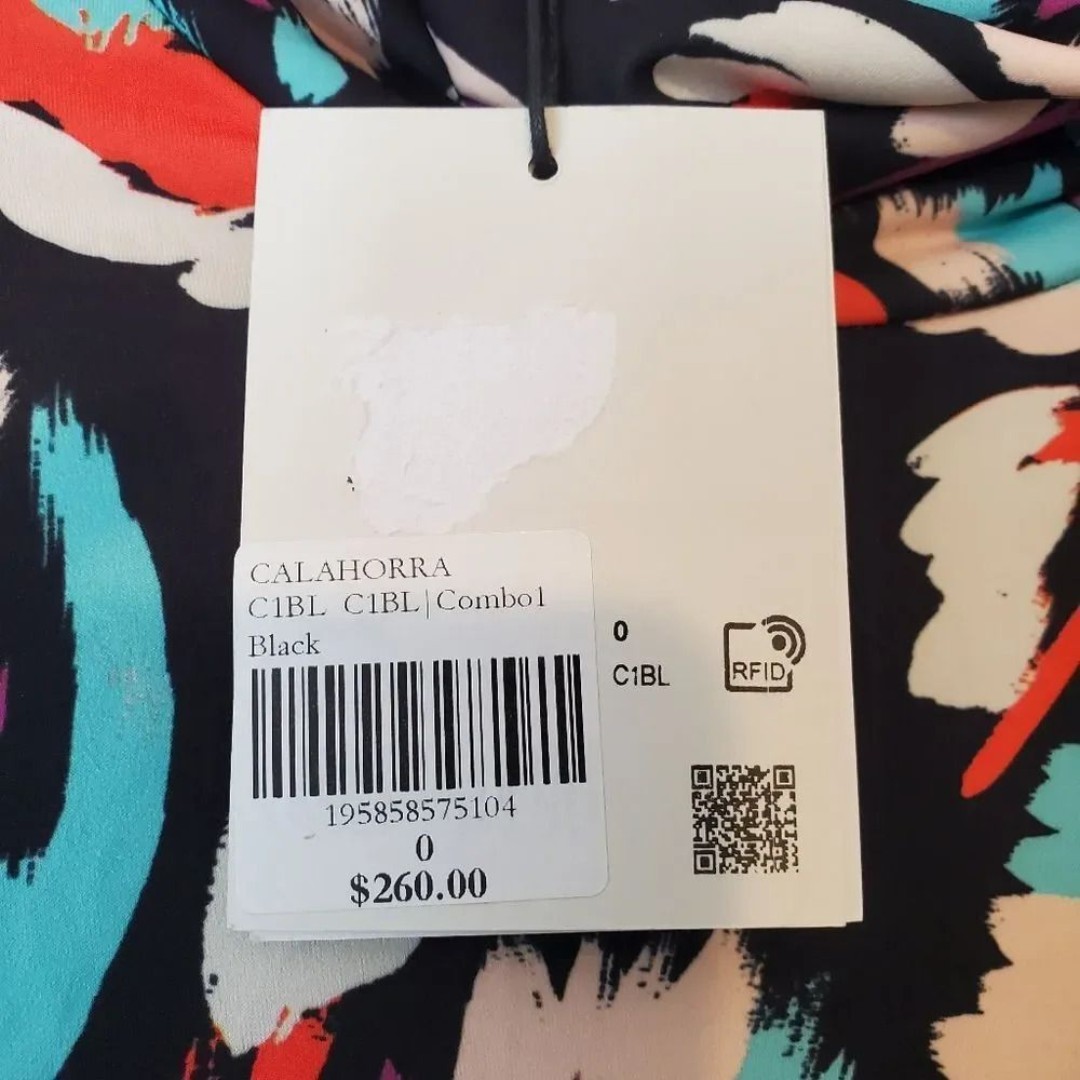 CALAHORRA
C1BL C1BL|Combo1
Black
195858575104
0
$260.00
0
C1BL
RFID